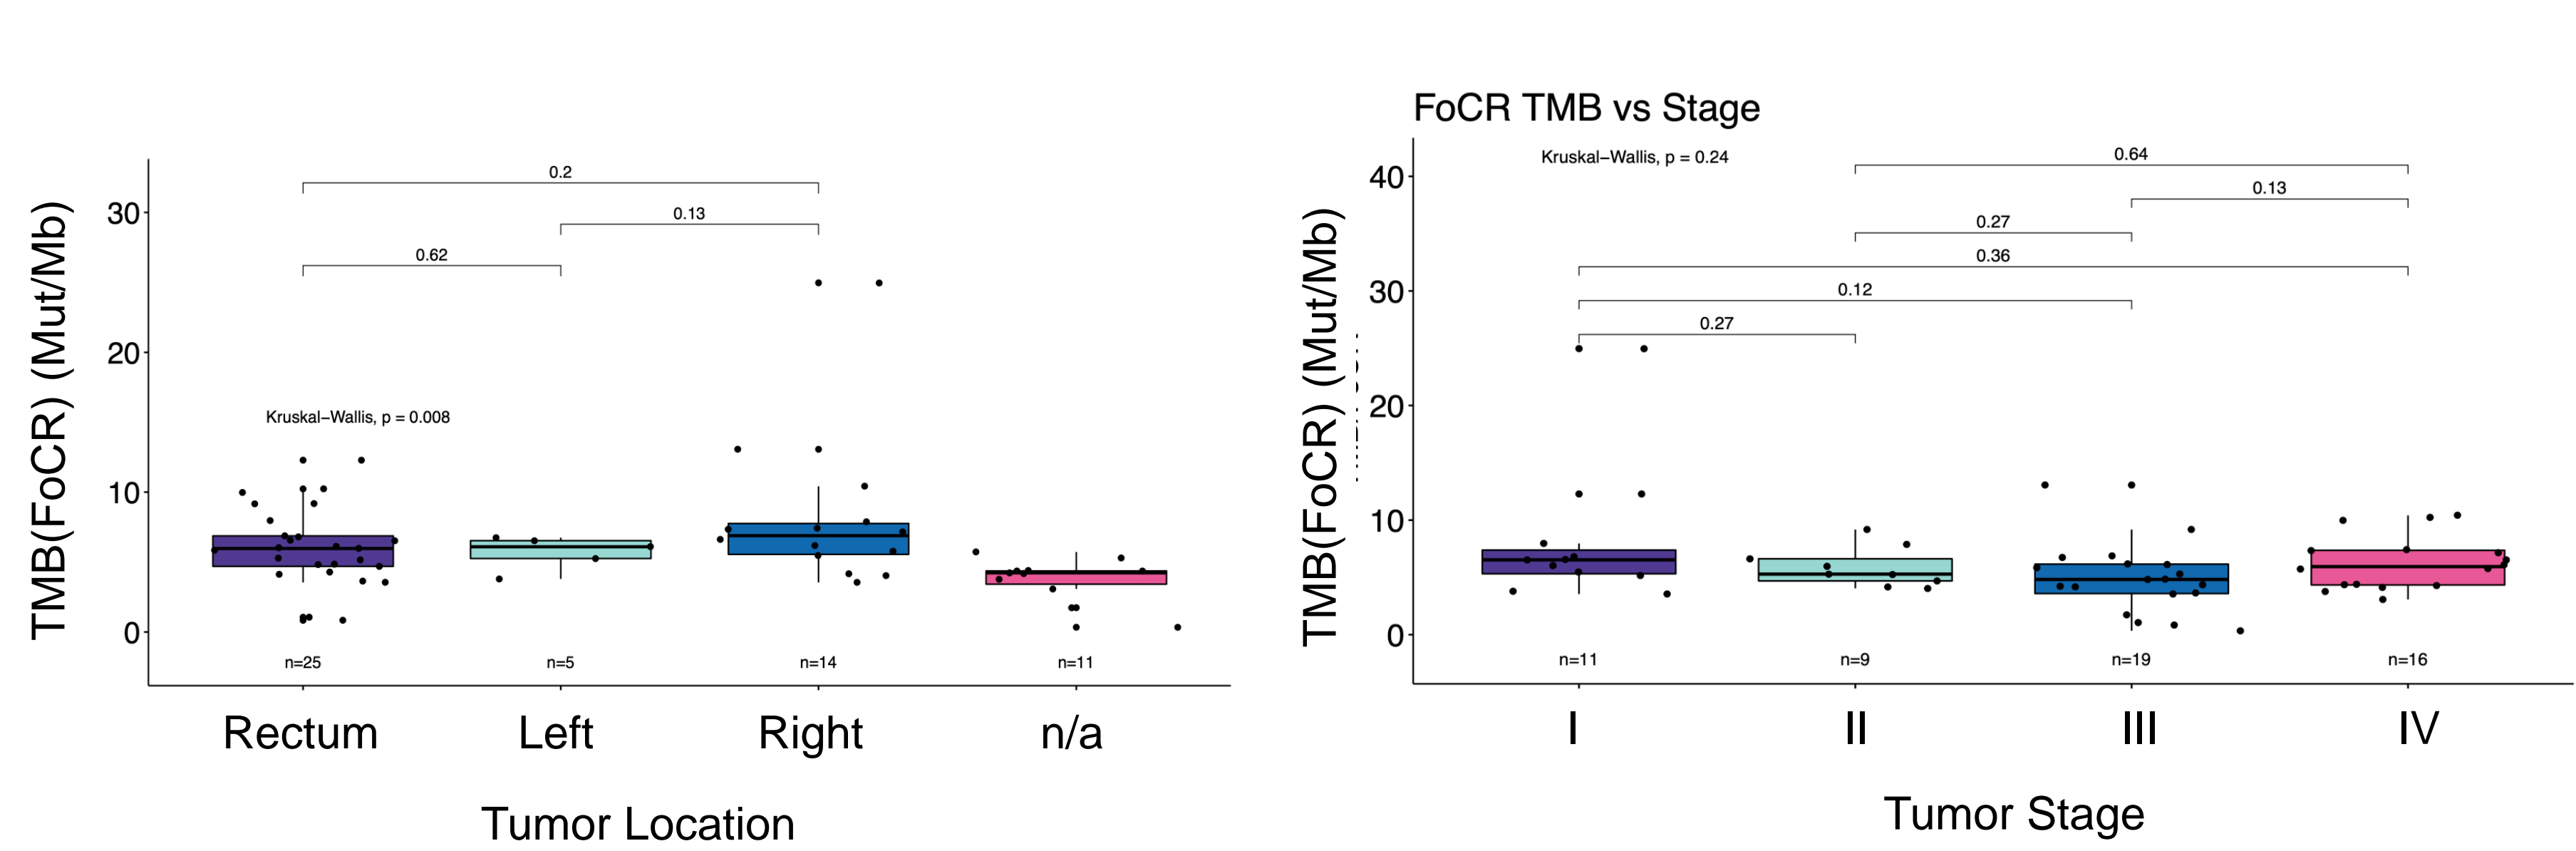 TMB(FoCR) (Mut/Mb)
30
20
10
0
0.2
0.13
0.62
Kruskal–Wallis, p = 0.008
n=25
n=5
n=14
n=11
Rectum
Left
Right
n/a
Tumor Location
FoCR TMB vs Stage
TMB(FoCR) (Mut/Mb)
40
30
20
10
0
Kruskal–Wallis, p = 0.24
0.64
0.13
0.27
0.36
0.12
0.27
n=11
n=9
n=19
n=16
I
II
III
IV
Tumor Stage